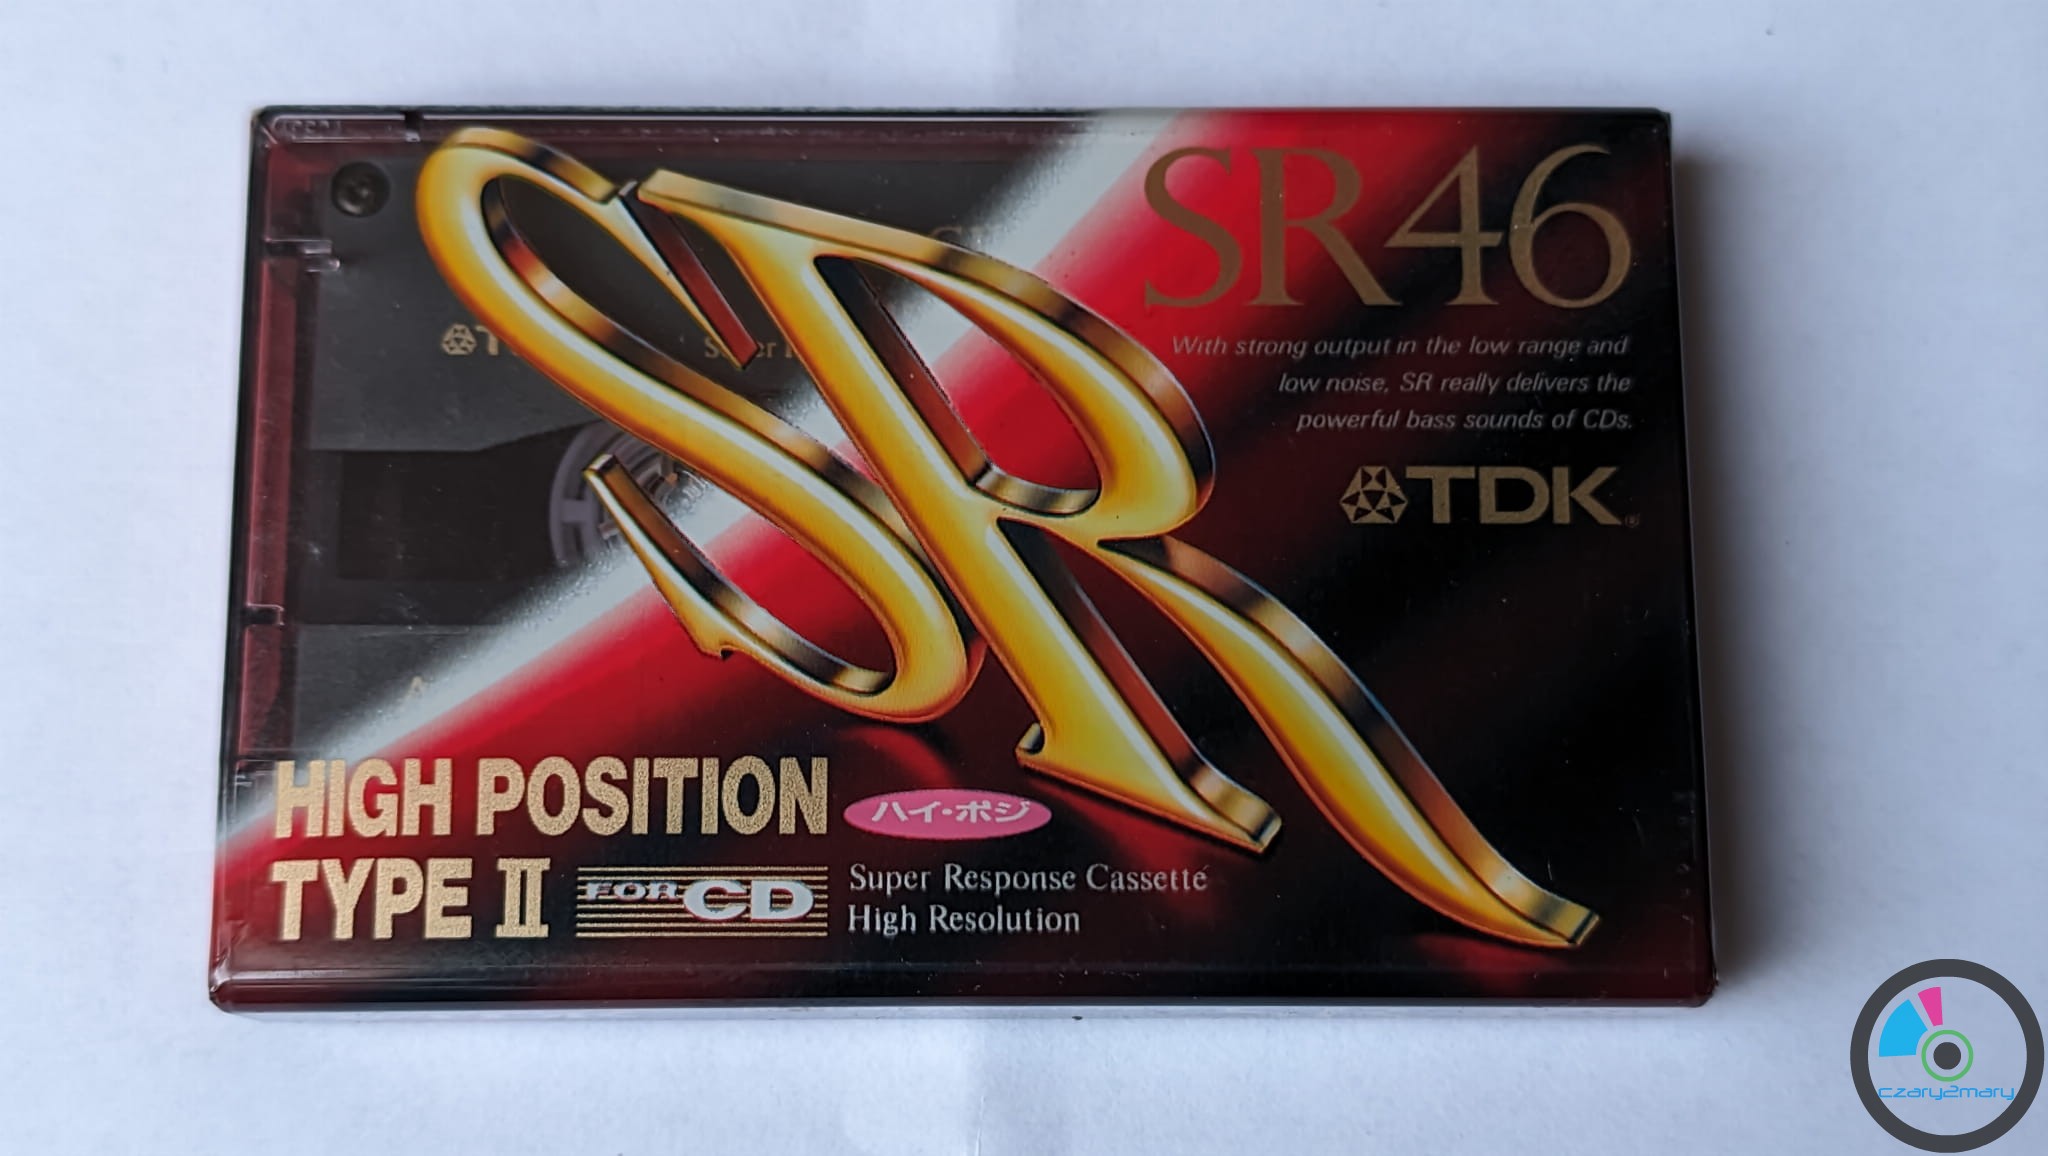 SR
SR46
With strong output in the low range and
low noise, SR really delivers the
powerful bass sounds of CDs.
TDK®
HIGH POSITION
ハイ・ポジ
TYPE II
FOR CD
Super Response Cassette
High Resolution
czary2mary